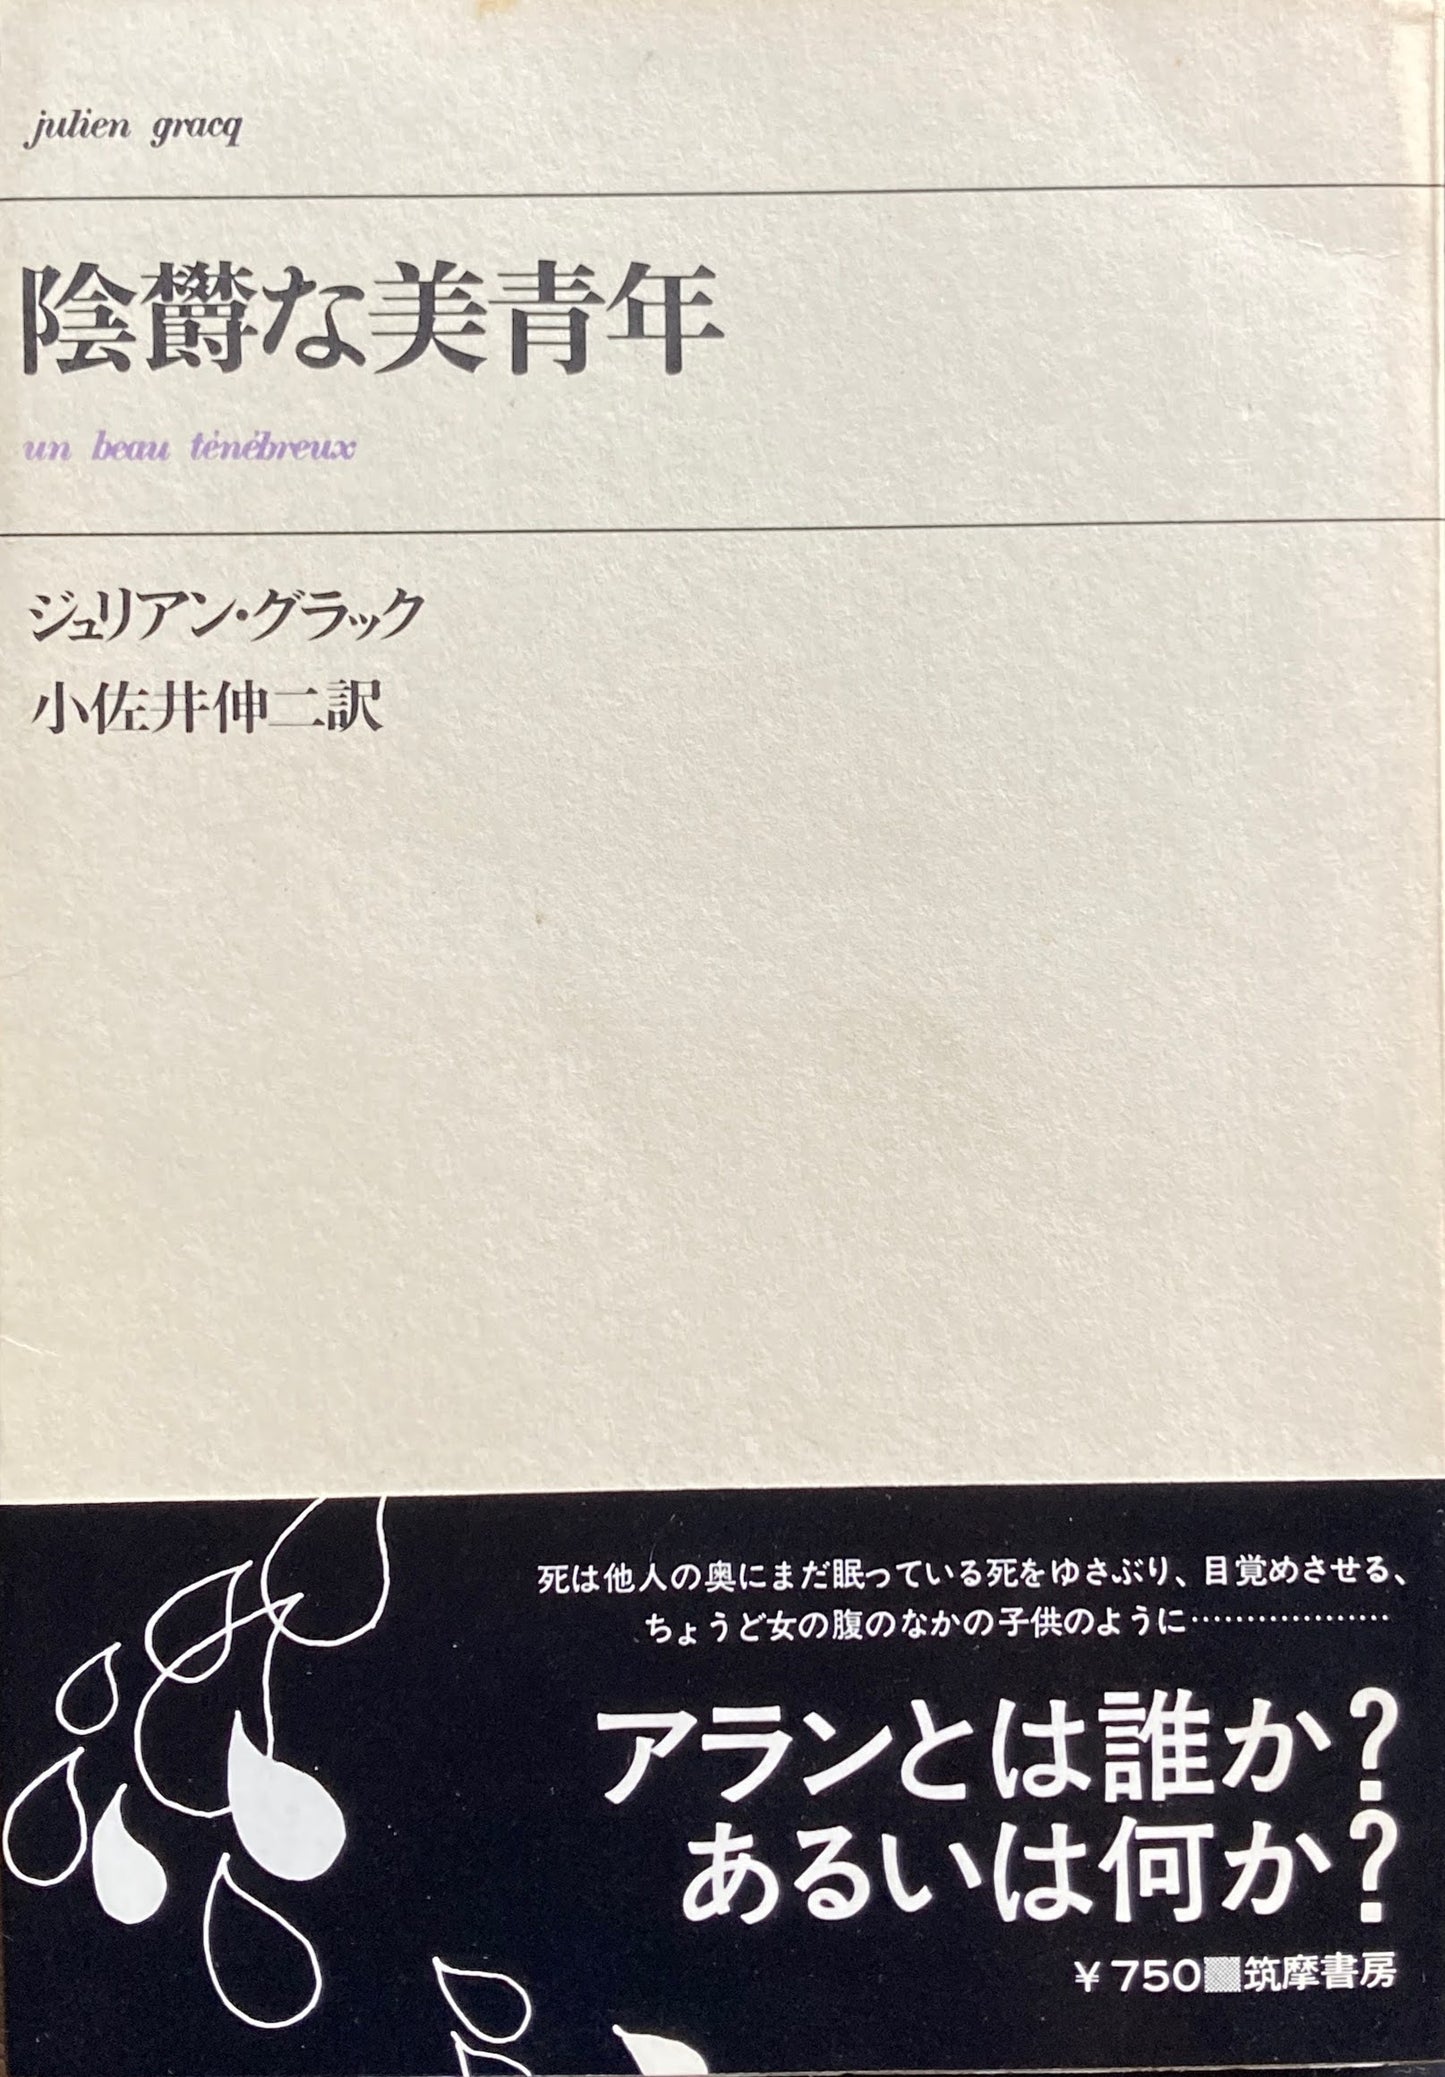 julien gracq
陰欝な美青年
un beau ténébreux
ジュリアン・グラック
小佐井伸二訳
死は他人の奥にまだ眠っている死をゆさぶり、目覚めさせる、
ちょうど女の腹のなかの子供のように………………
アランとは誰か?
あるいは何か?
￥750 筑摩書房